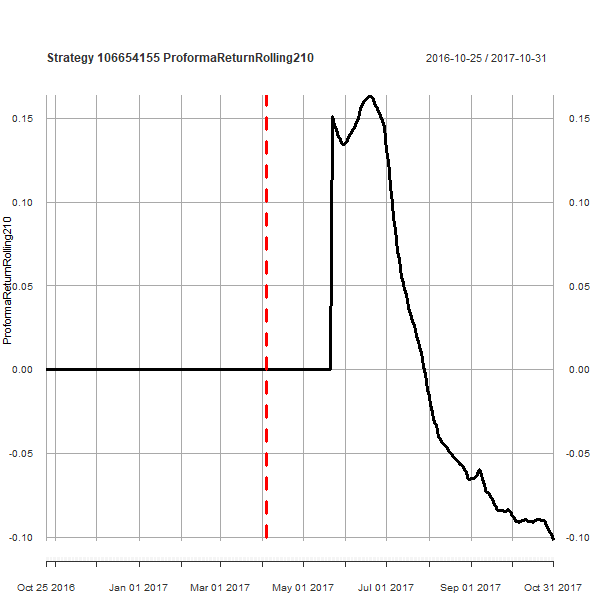 Strategy 106654155 ProformaReturnRolling210
2016-10-25 / 2017-10-31
ProformaReturnRolling210
0.15
0.10
0.05
0.00
-0.05
-0.10
0.15
0.10
0.05
0.00
-0.05
-0.10
Oct 25 2016
Jan 01 2017
Mar 01 2017
May 01 2017
Jul 01 2017
Sep 01 2017
Oct 31 2017